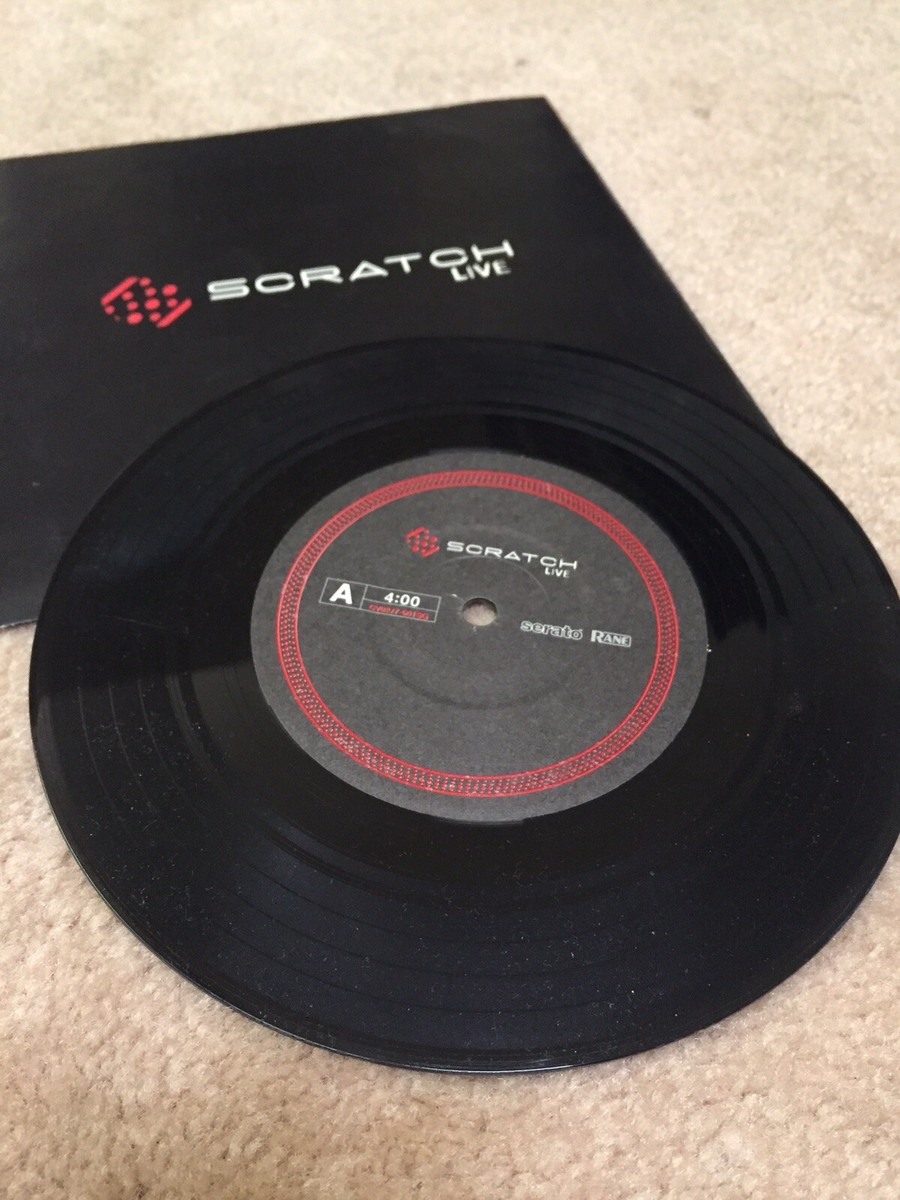 SCRATCH
LIVE
SCRATCH
LIVE
A 4:00
serato RANE